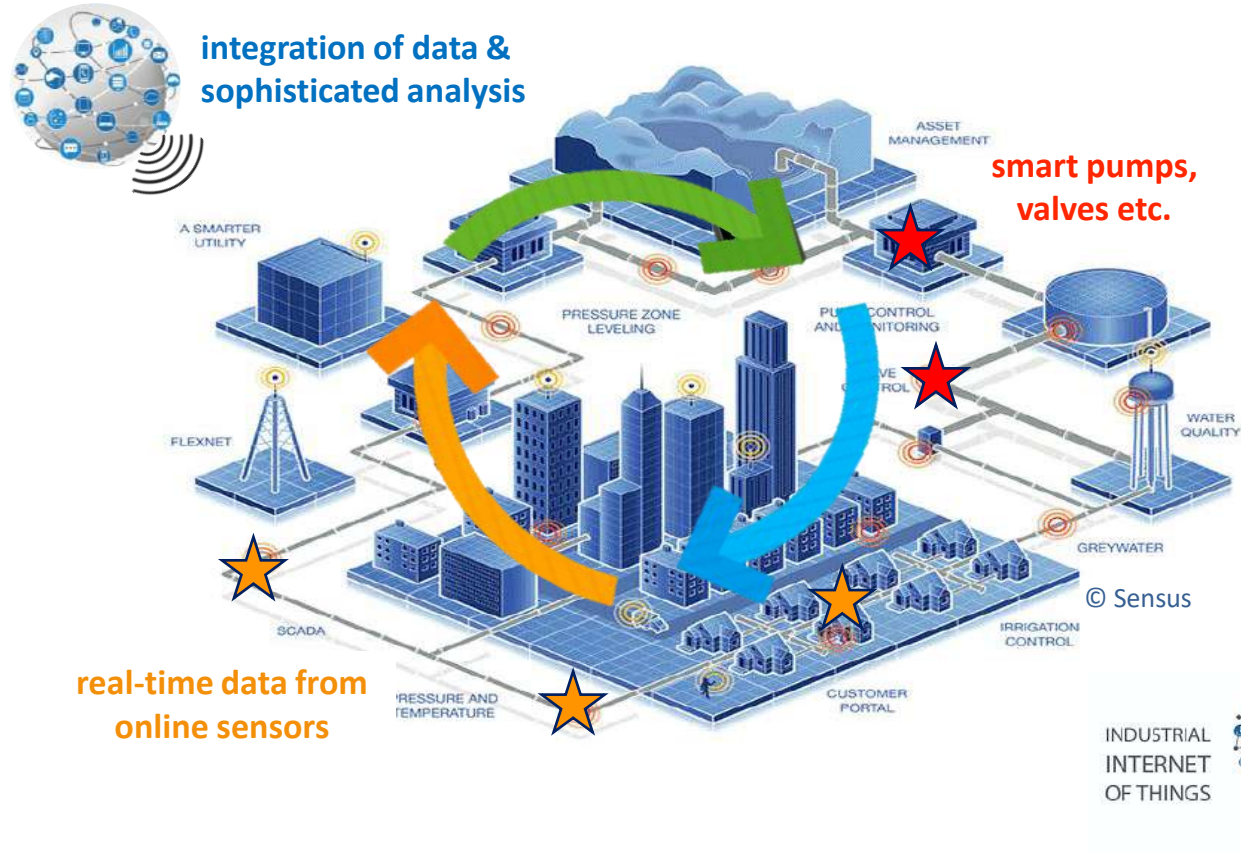 integration of data &
sophisticated analysis
ASSET
MANAGEMENT
smart pumps,
valves etc.
A SMARTER
UTILITY
PRESSURE ZONE
LEVELING
CONTROL
AND
FLEXNET
WATER
QUALITY
GREYWATER
© Sensus
SCADA
IRRIGATION
CONTROL
real-time data from
online sensors
RESSURE AND
TEMPERATURE
CUSTOMER
PORTAL
INDUSTRIAL
INTERNET
OF THINGS